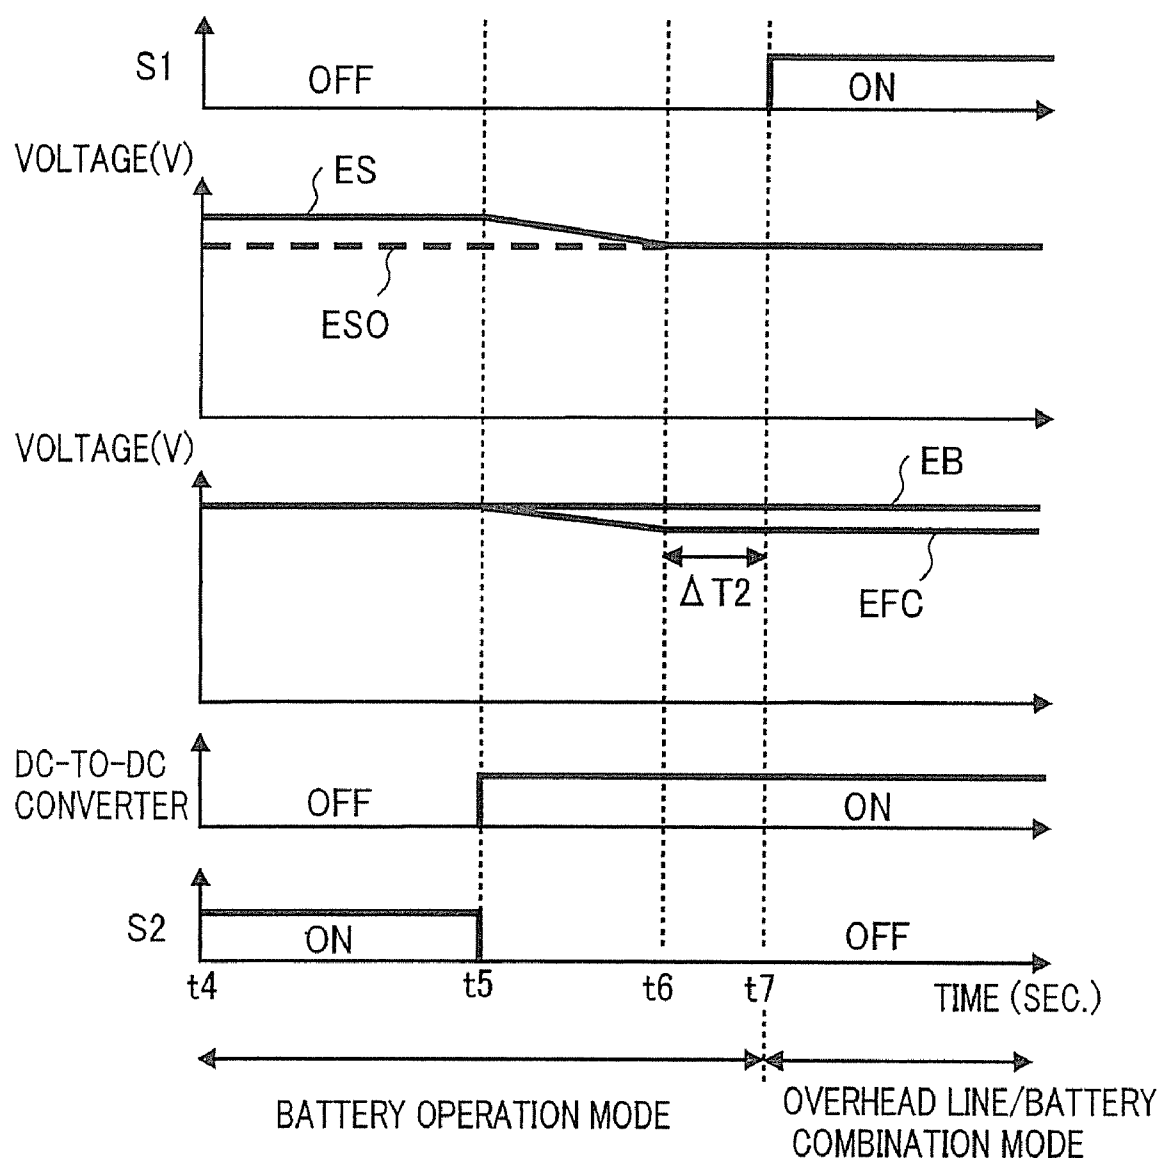 S1
OFF
ON
VOLTAGE(V)
ES
ESO
VOLTAGE(V)
EB
Δ T2
EFC
DC-TO-DC
CONVERTER
OFF
ON
S2
ON
OFF
t4
t5
t6
t7
TIME (SEC.)
BATTERY OPERATION MODE
OVERHEAD LINE/BATTERY
COMBINATION MODE